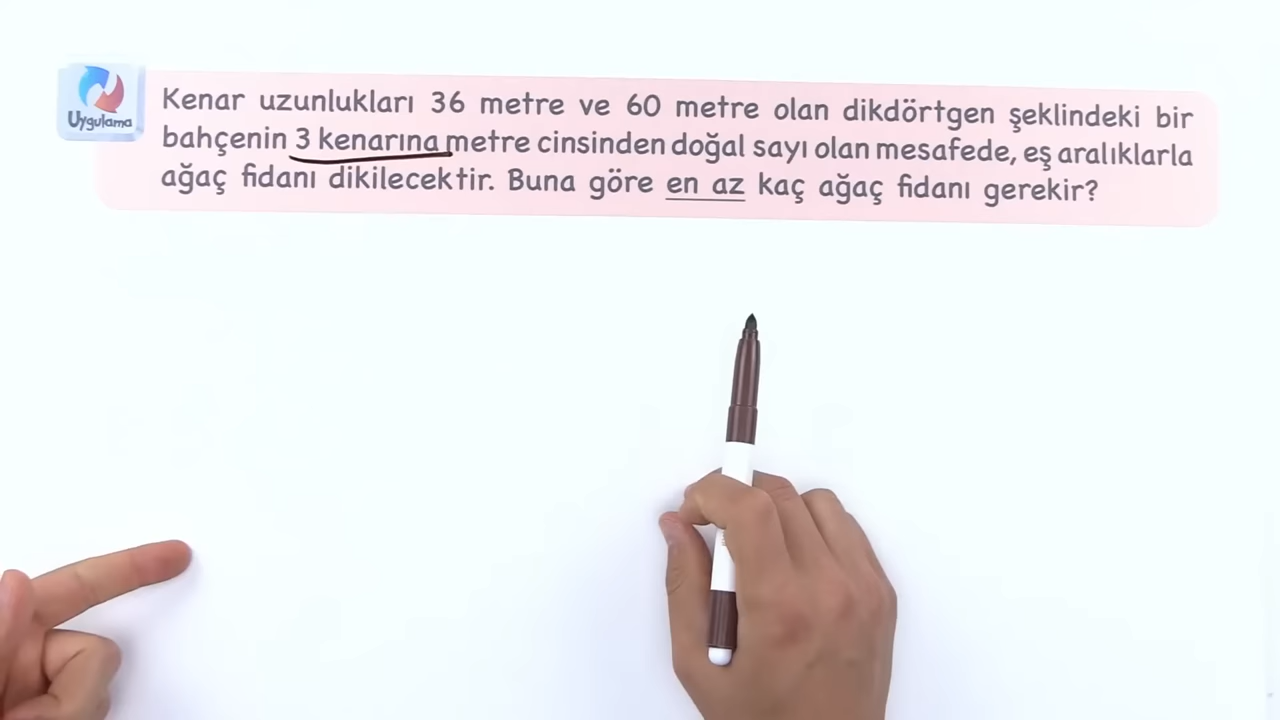 Uygulama
Kenar uzunlukları 36 metre ve 60 metre olan dikdörtgen şeklindeki bir
bahçenin 3 kenarına metre cinsinden doğal sayı olan mesafede, eş aralıklarla
ağaç fidanı dikilecektir. Buna göre en az kaç ağaç fidanı gerekir?